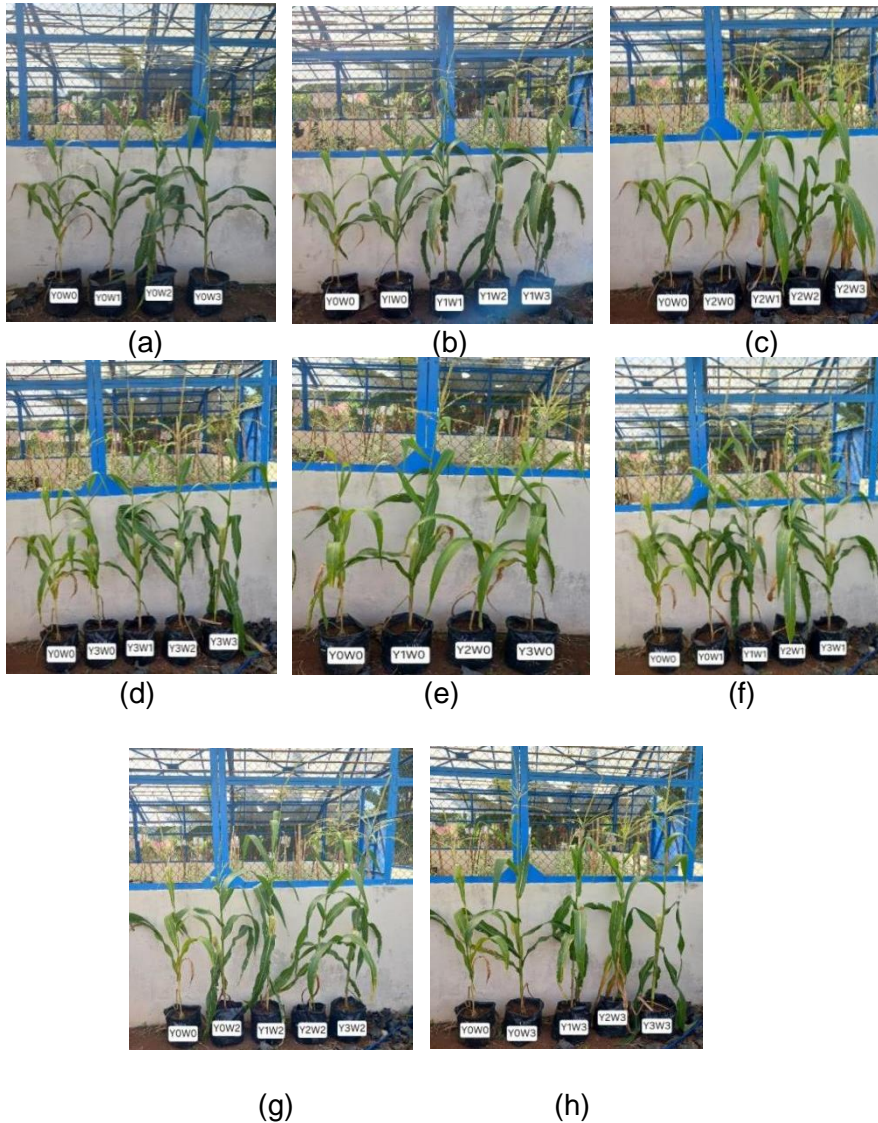 Y0W0 Y0W1 Y0W2 Y0W3
(a)
Y0W0 YIW0 Y1W1 Y1W2 Y1W3
(b)
Y0W0 Y2W0 Y2W1 Y2W2 Y2W3
(c)
Y0W0 Y3W0 Y3W1 Y3W2 Y3W3
(d)
Y0W0 Y1W0 Y2W0 Y3W0
(e)
Y0W0 Y0W1 Y1W1 Y2W1 Y3W1
(f)
Y0W0 Y0W2 Y1W2 Y2W2 Y3W2
(g)
Y0W0 Y0W3 Y1W3 Y2W3 Y3W3
(h)